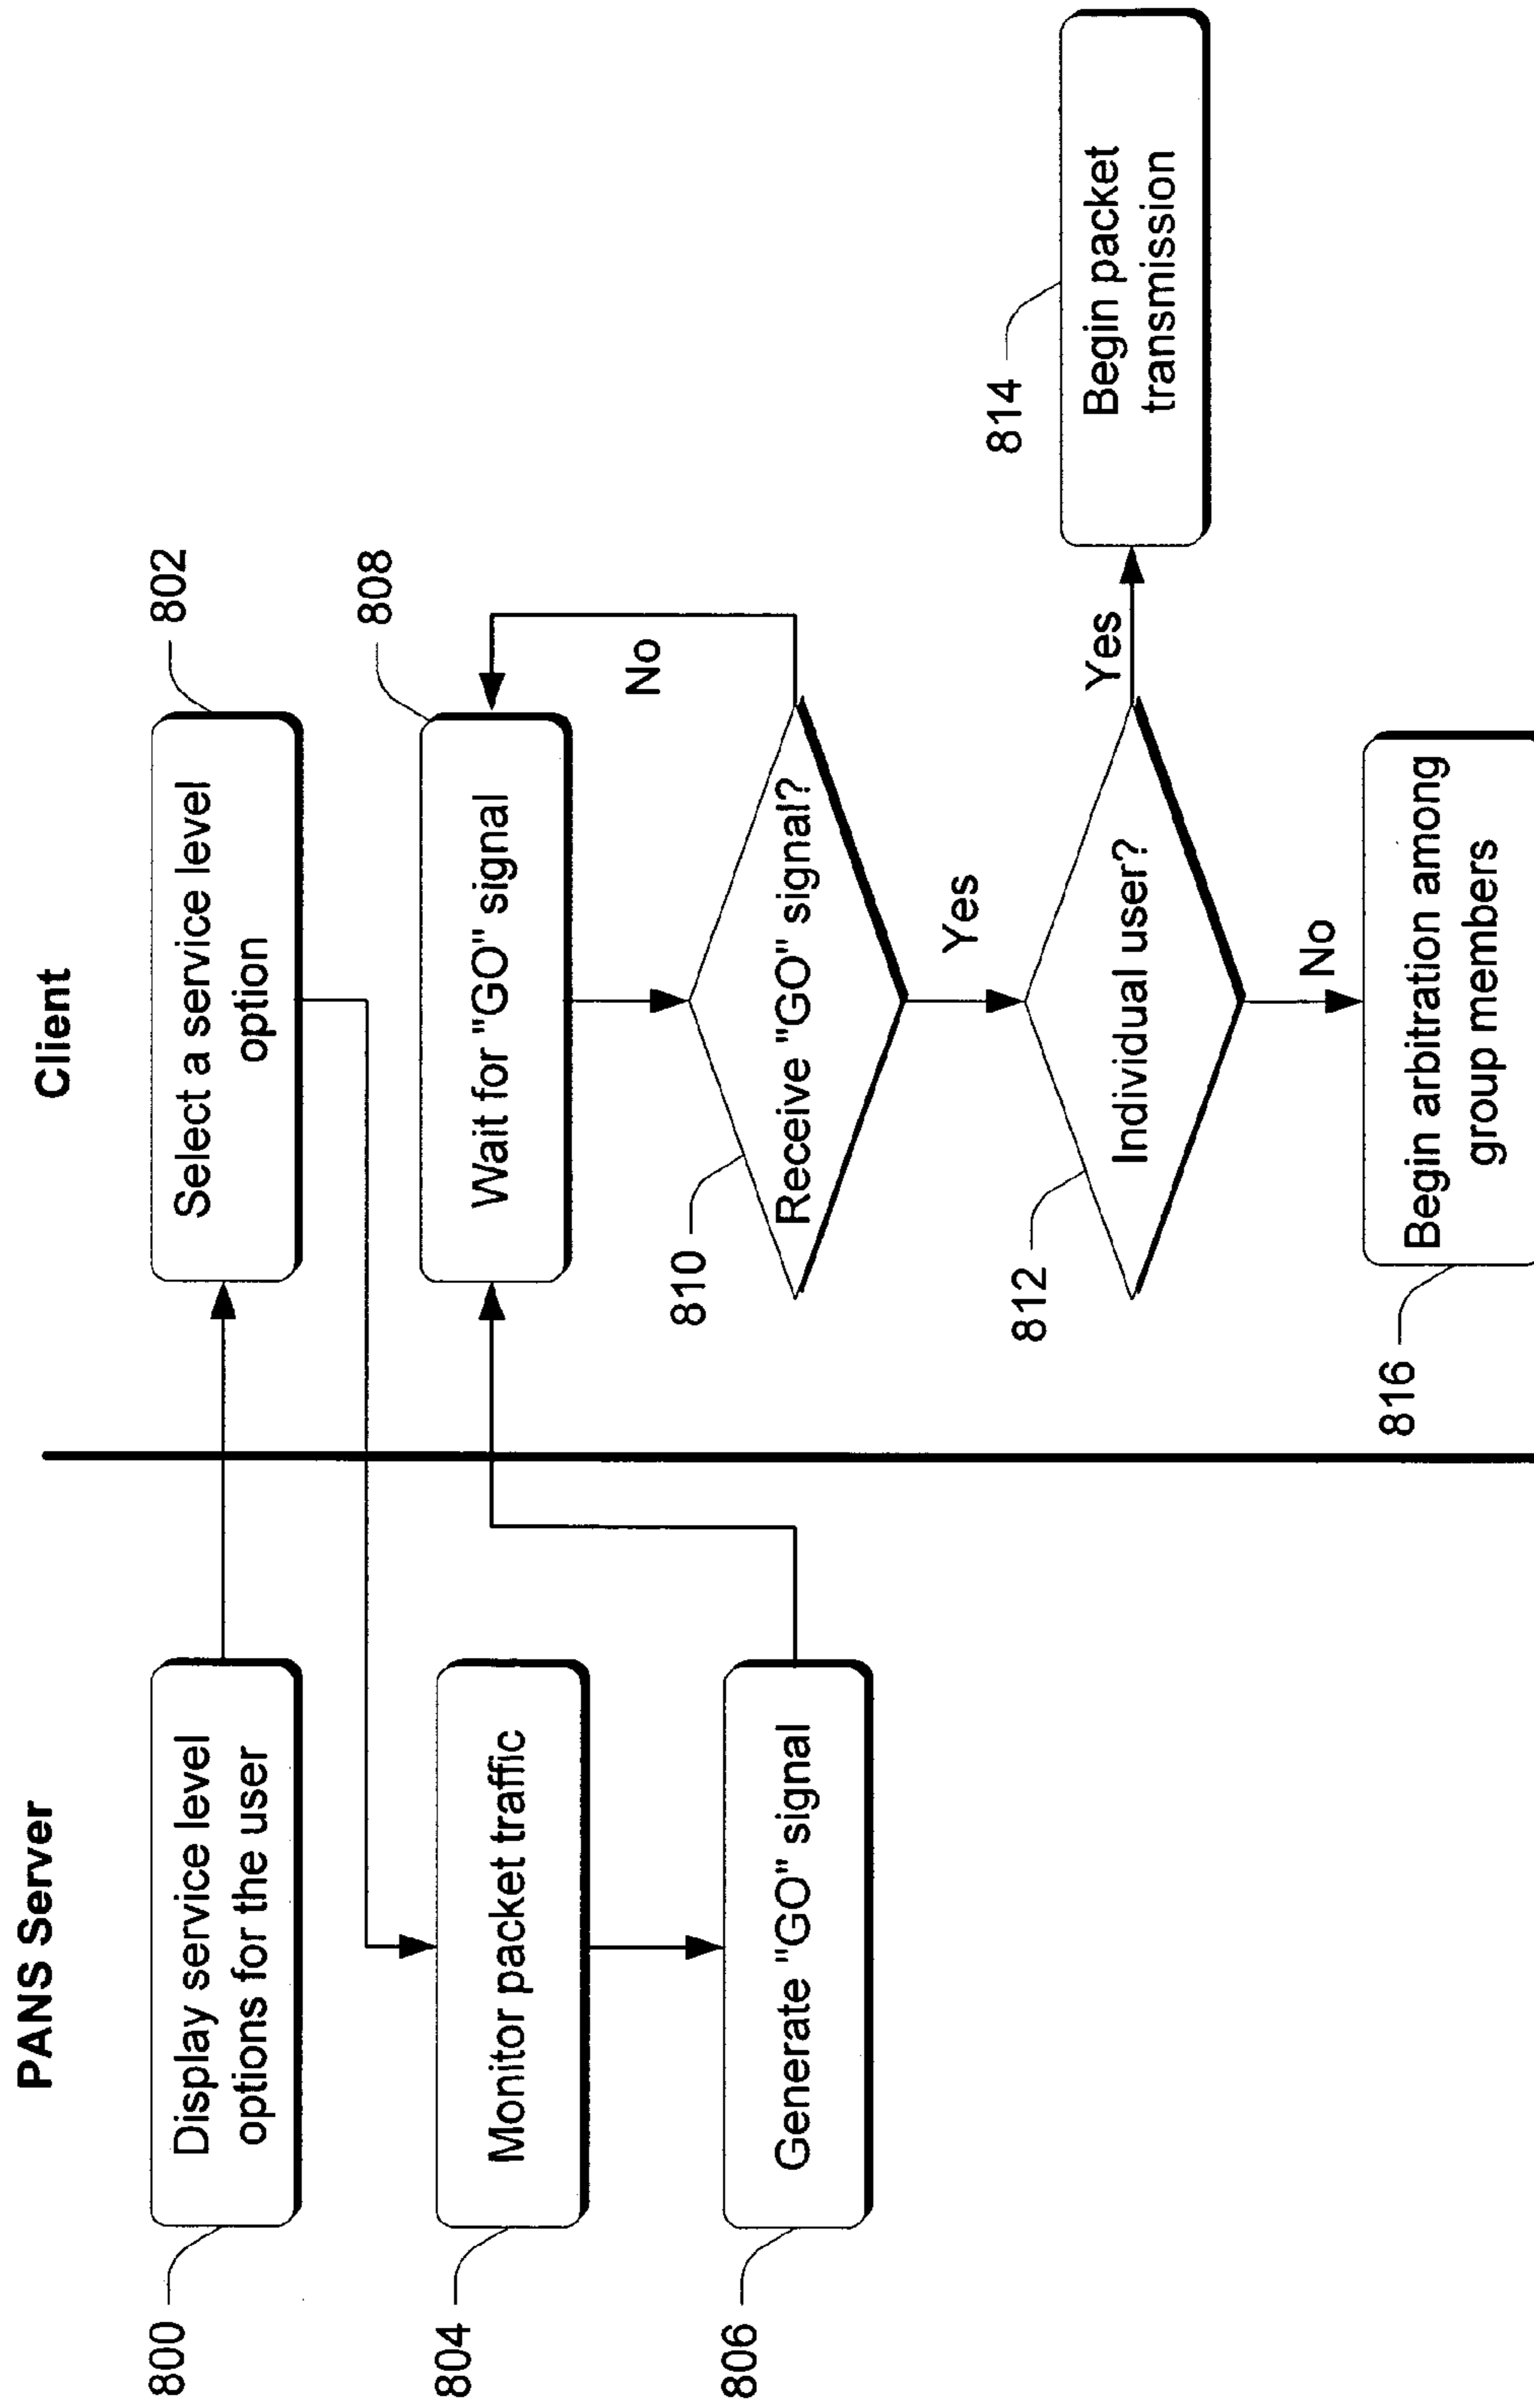 PANS Server
Client
800
Display service level
options for the user
802
Select a service level
option
804
Monitor packet traffic
806
Generate "GO" signal
808
Wait for "GO" signal
810
Receive "GO" signal?
No
Yes
812
Individual user?
Yes
814
Begin packet
transmission
No
816
Begin arbitration among
group members